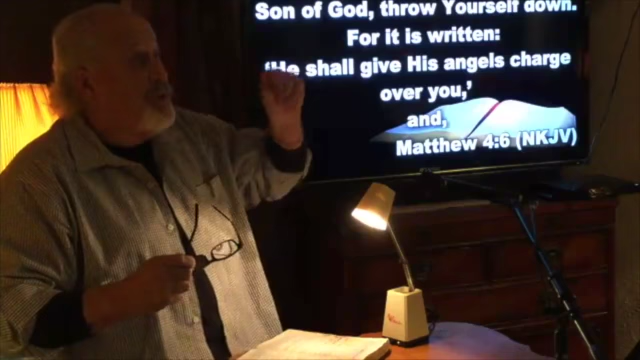 Son of God, throw Yourself down.
For it is written:
'He shall give His angels charge
over you,'
and,
Matthew 4:6 (NKJV)